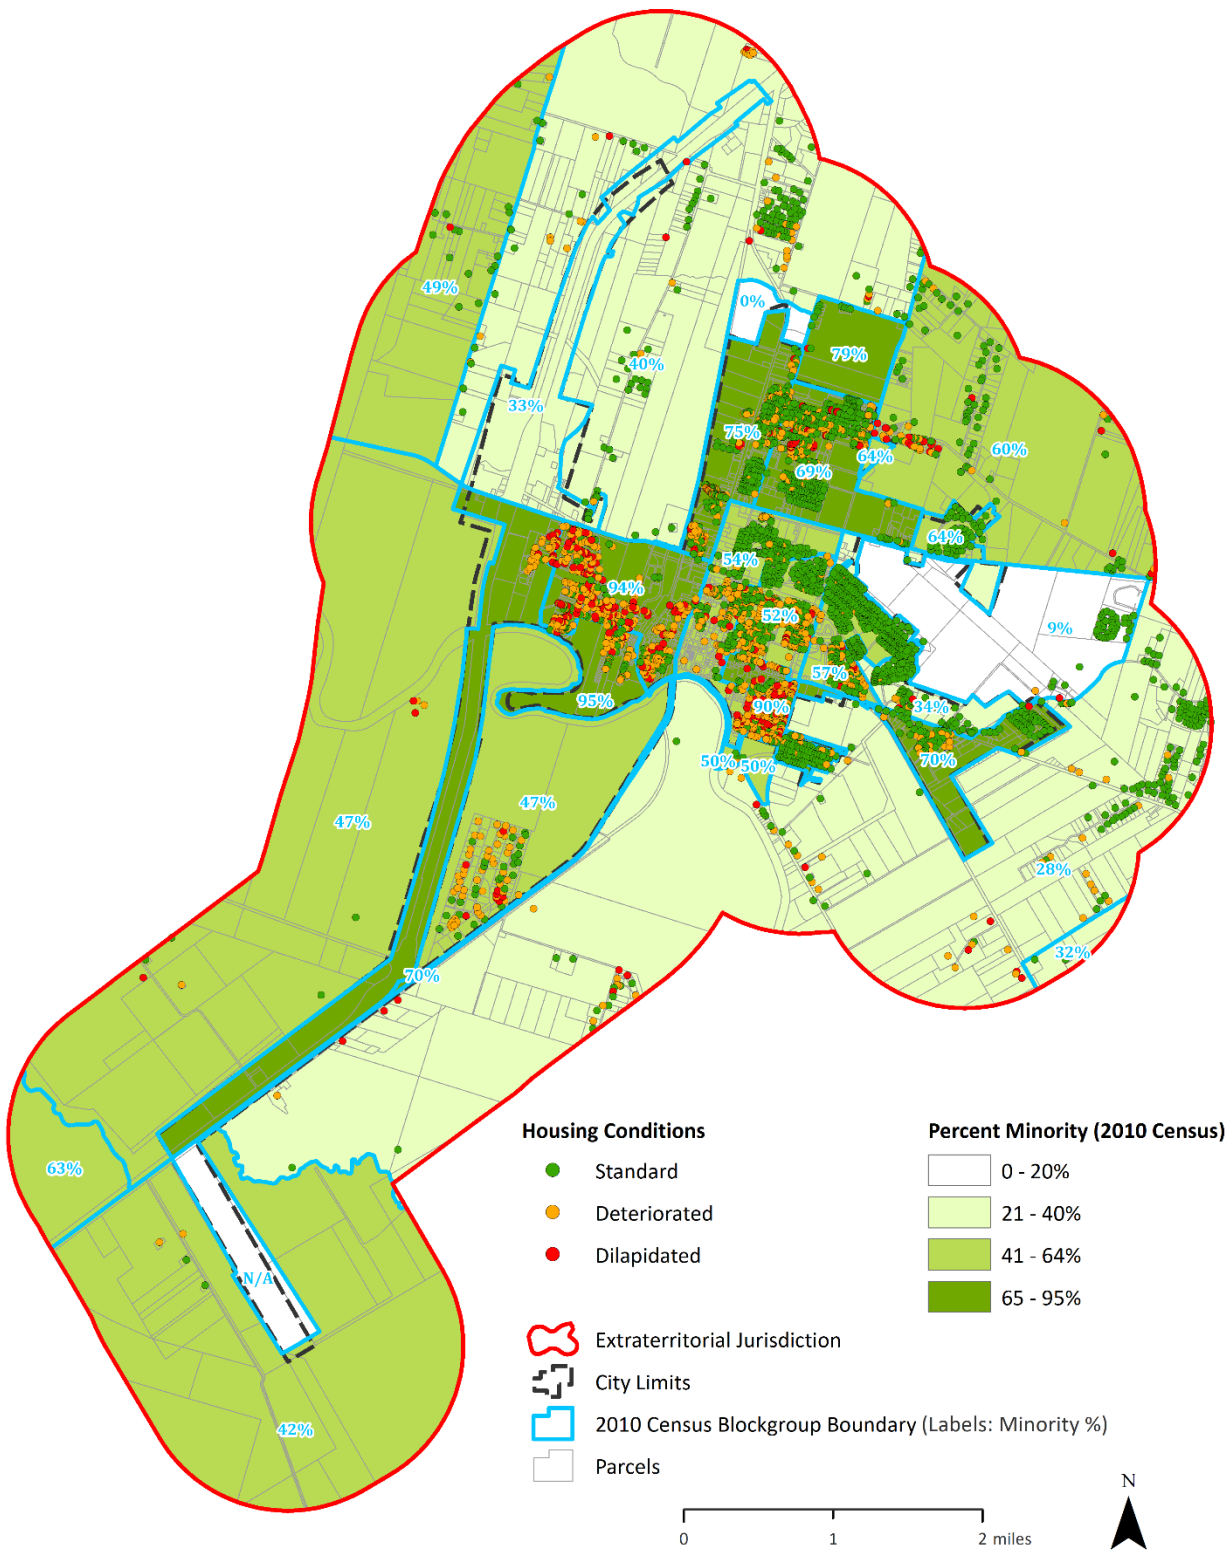 0%
49%
79%
40%
33%
75%
64%
60%
69%
64%
54%
94%
52%
9%
57%
95%
90%
34%
70%
50%
50%
47%
47%
28%
32%
70%
63%
N/A
42%
Housing Conditions
Standard
Deteriorated
Dilapidated
Percent Minority (2010 Census)
0 - 20%
21 - 40%
41 - 64%
65 - 95%
Extraterritorial Jurisdiction
City Limits
2010 Census Blockgroup Boundary (Labels: Minority %)
Parcels
N
0 1 2 miles